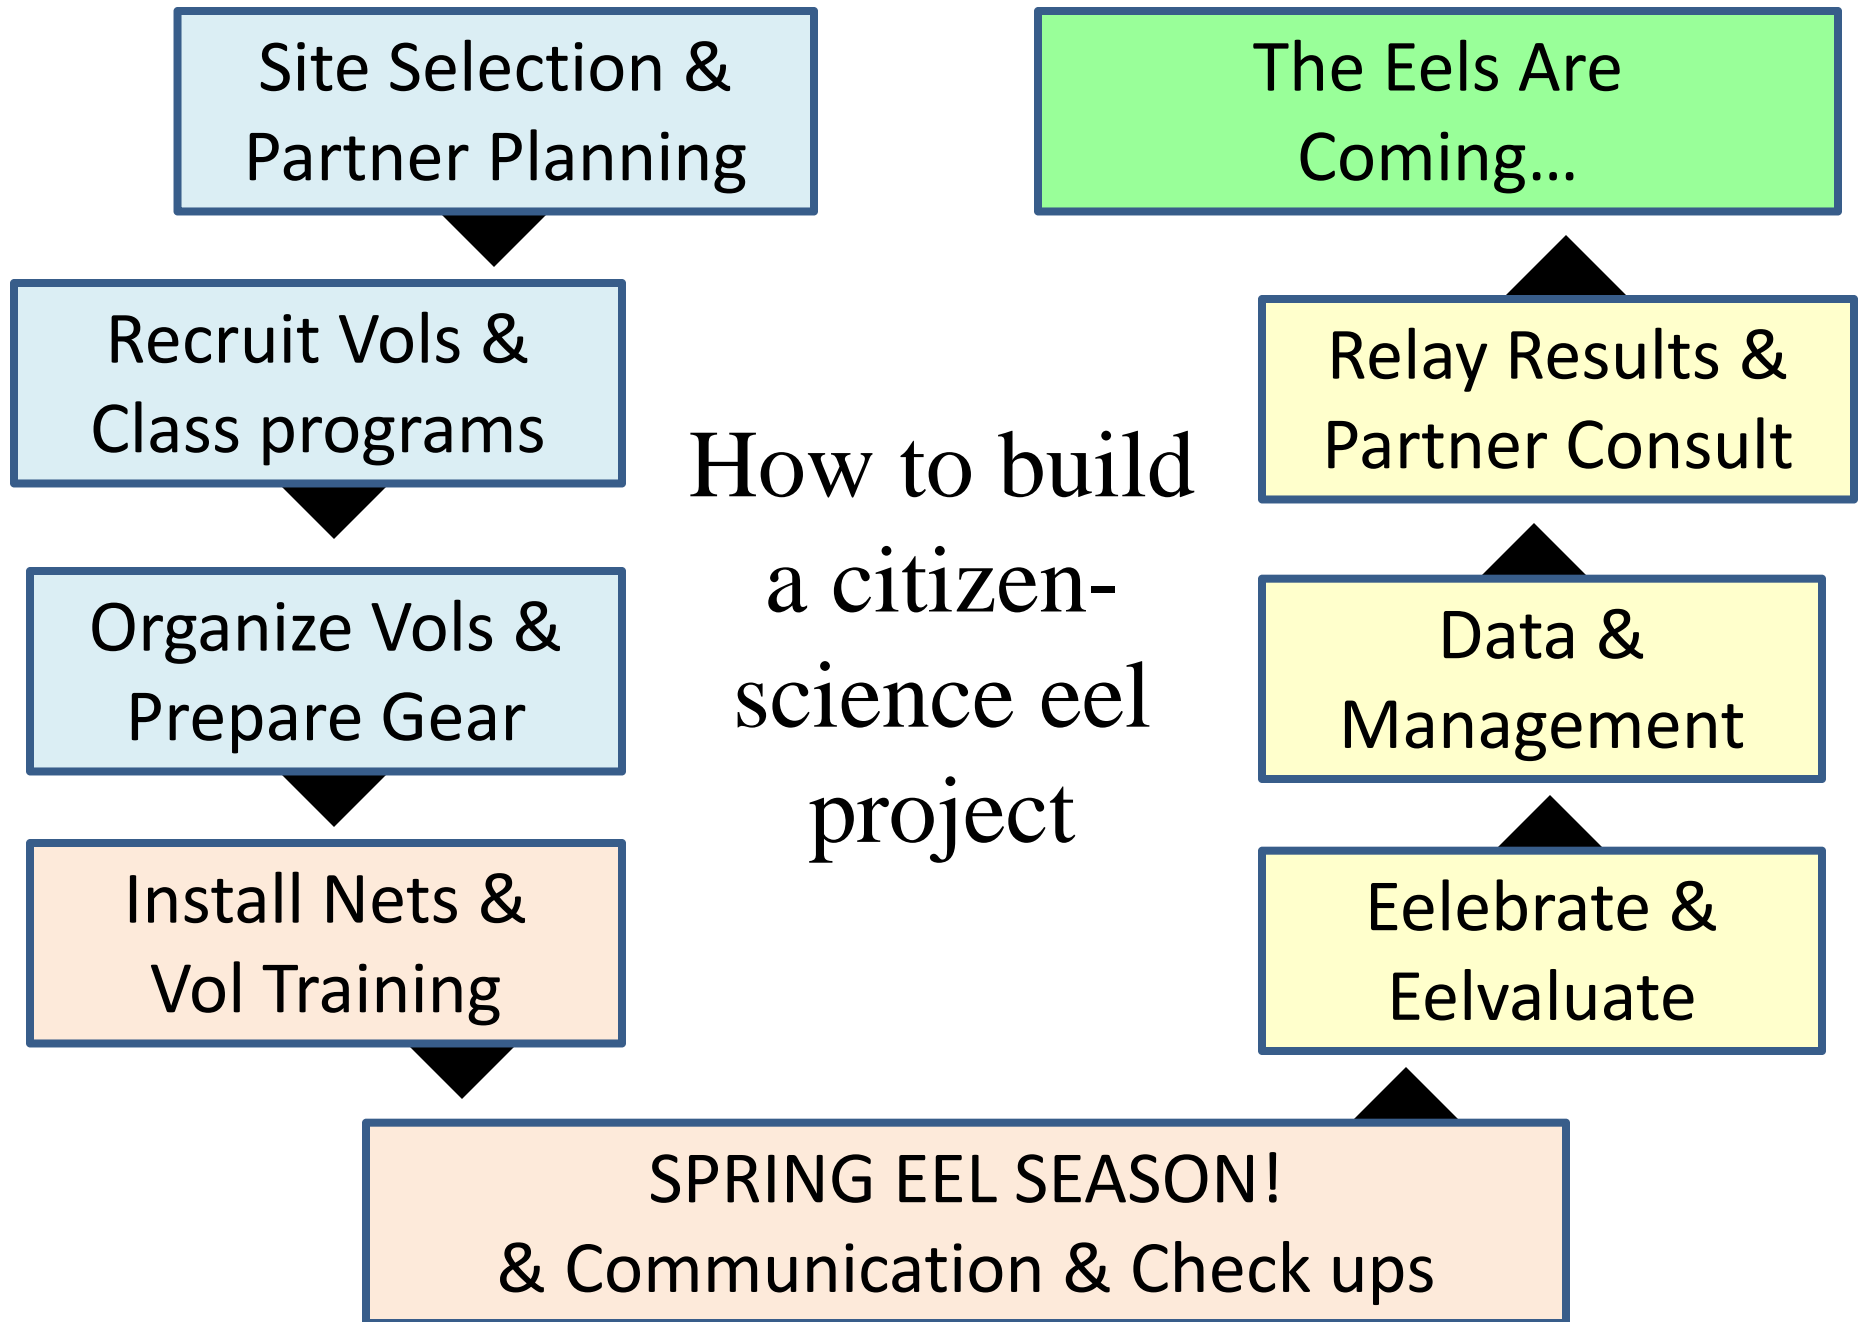 Site Selection &
Partner Planning
Recruit Vols &
Class programs
Organize Vols &
Prepare Gear
Install Nets &
Vol Training
SPRING EEL SEASON!
& Communication & Check ups
Eelebrate &
Eelvaluate
Data &
Management
Relay Results &
Partner Consult
The Eels Are
Coming...
How to build
a citizen-
science eel
project